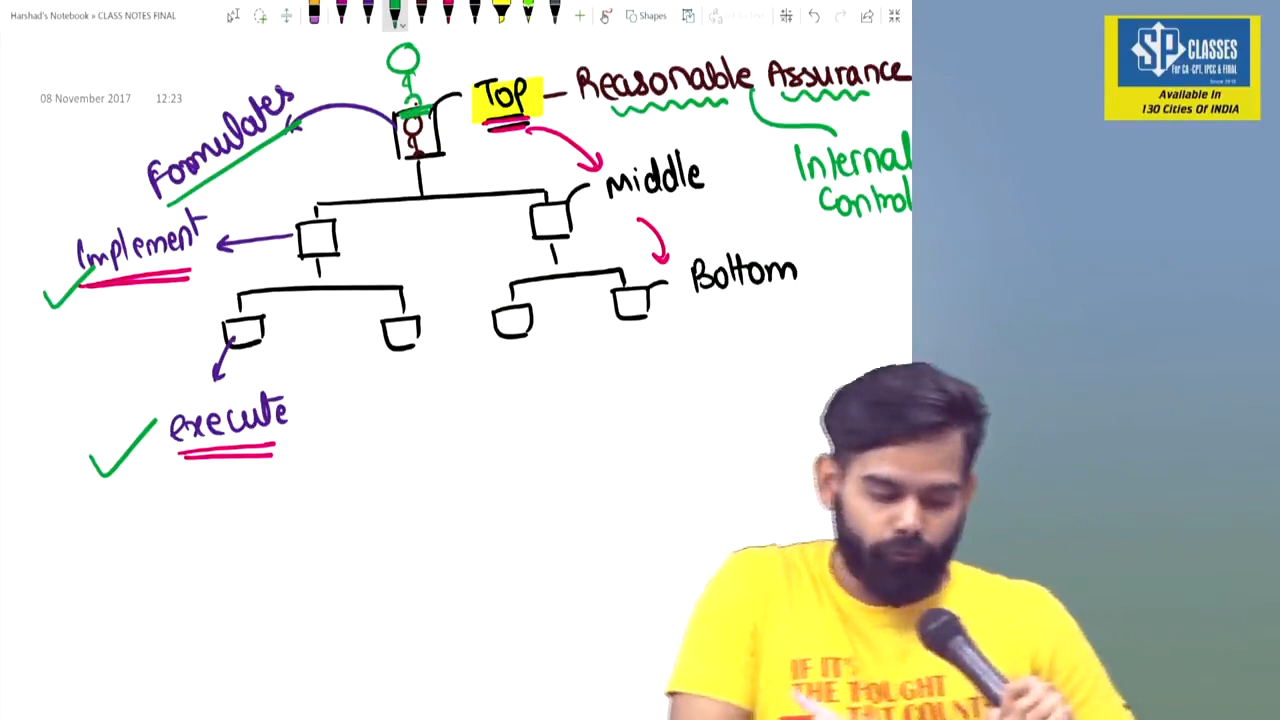 Harshad's Notebook » CLASS NOTES FINAL
Shapes
08 November 2017 12:23
Top — Reasonable Assurance
Formulates
Internal
Control
Middle
Implement
Bottom
execute
SP CLASSES
For CA-CPT, IPCC & FINAL
Since 2010
Available In
130 Cities Of INDIA
IF IT'S
THE THOUGHT